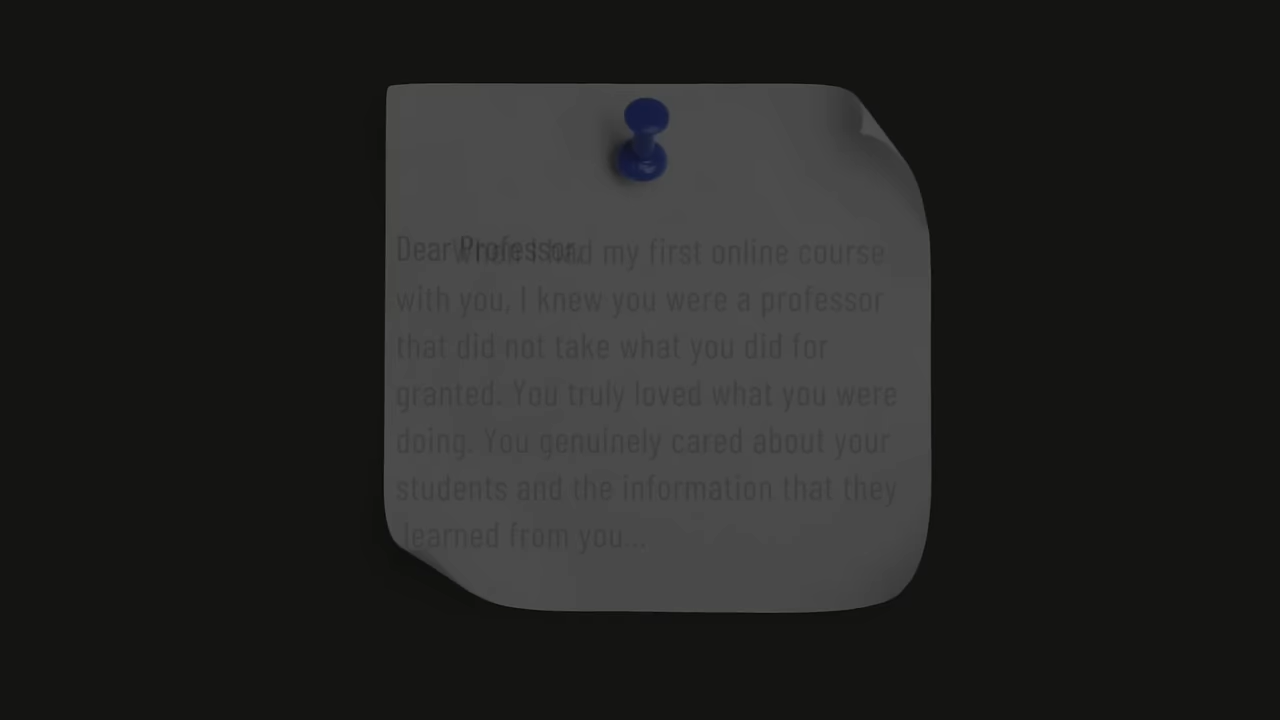 Dear Professor,
When I had my first online course
with you, I knew you were a professor
that did not take what you did for
granted. You truly loved what you were
doing. You genuinely cared about your
students and the information that they
learned from you...